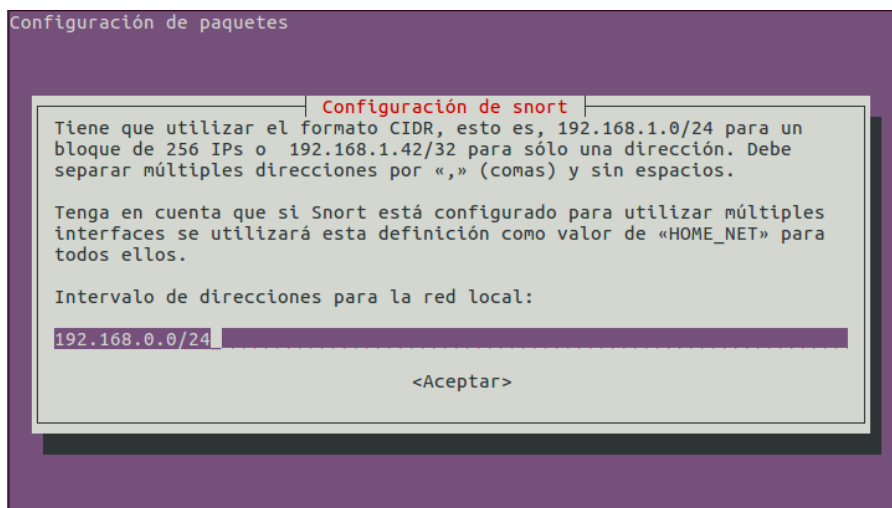 Configuración de paquetes
Configuración de snort
Tiene que utilizar el formato CIDR, esto es, 192.168.1.0/24 para un
bloque de 256 IPs o  192.168.1.42/32 para sólo una dirección. Debe
separar múltiples direcciones por «,» (comas) y sin espacios.
Tenga en cuenta que si Snort está configurado para utilizar múltiples
interfaces se utilizará esta definición como valor de «HOME_NET» para
todos ellos.
Intervalo de direcciones para la red local:
192.168.0.0/24
<Aceptar>